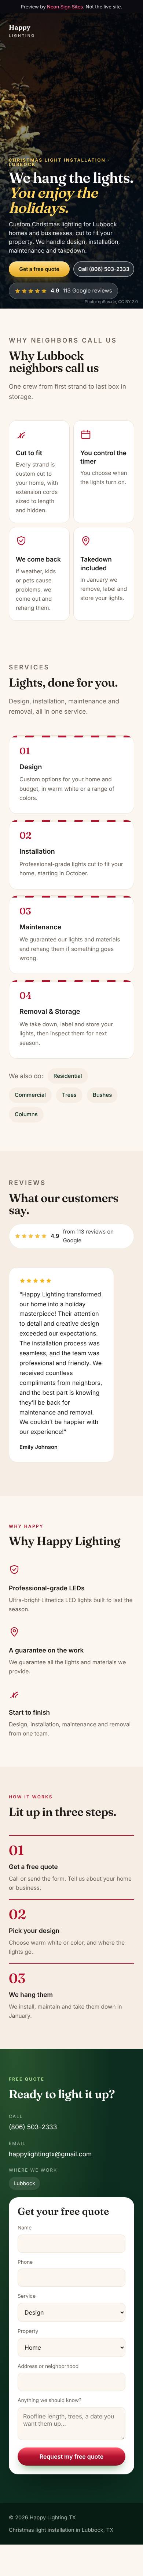 Preview by Neon Sign Sites. Not the live site.
Happy
LIGHTING
CHRISTMAS LIGHT INSTALLATION ·
LUBBOCK
We hang the lights.
You enjoy the
holidays.
Custom Christmas lighting for Lubbock
homes and businesses, cut to fit your
property. We handle design, installation,
maintenance and takedown.
Get a free quote
Call (806) 503-2333
★★★★★ 4.9 113 Google reviews
WHY NEIGHBORS CALL US
Why Lubbock
neighbors call us
One crew from first strand to last box in
storage.
Cut to fit
Every strand is
custom cut to
your home, with
extension cords
sized to length
and hidden.
You control the
timer
You choose when
the lights turn on.
We come back
If weather, kids
or pets cause
problems, we
come out and
rehang them.
Takedown
included
In January we
remove, label and
store your lights.
SERVICES
Lights, done for you.
Design, installation, maintenance and
removal, all in one service.
01
Design
Custom options for your home and
budget, in warm white or a range of
colors.
02
Installation
Professional-grade lights cut to fit your
home, starting in October.
03
Maintenance
We guarantee our lights and materials
and rehang them if something goes
wrong.
04
Removal & Storage
We take down, label and store your
lights, then inspect them for next
season.
We also do:
Residential
Commercial
Trees
Bushes
Columns
REVIEWS
What our customers
say.
★★★★★ 4.9 from 113 reviews on
Google
★★★★★
"Happy Lighting transformed
our home into a holiday
masterpiece! Their attention
to detail and creative design
exceeded our expectations.
The installation process was
seamless, and the team was
professional and friendly. We
received countless
compliments from neighbors,
and the best part is knowing
they'll be back for
maintenance and removal.
We couldn't be happier with
our experience!"
Emily Johnson
WHY HAPPY
Why Happy Lighting
Professional-grade LEDs
Ultra-bright Litnetics LED lights built to last the
season.
A guarantee on the work
We guarantee all the lights and materials we
provide.
Start to finish
Design, installation, maintenance and removal
from one team.
HOW IT WORKS
Lit up in three steps.
01
Get a free quote
Call or send the form. Tell us about your home
or business.
02
Pick your design
Choose warm white or color, and where the
lights go.
03
We hang them
We install, maintain and take them down in
January.
FREE QUOTE
Ready to light it up?
CALL
(806) 503-2333
EMAIL
happylightingtx@gmail.com
WHERE WE WORK
Lubbock
Get your free quote
Name
Phone
Service
Design
Property
Home
Address or neighborhood
Anything we should know?
Roofline length, trees, a date you
want them up...
Request my free quote
© 2026 Happy Lighting TX
Christmas light installation in Lubbock, TX